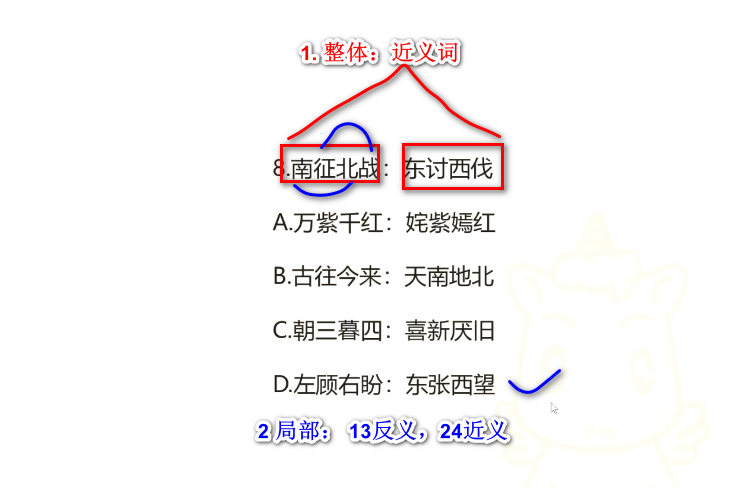 1. 整体：近义词
8.南征北战：东讨西伐
A.万紫千红：姹紫嫣红
B.古往今来：天南地北
C.朝三暮四：喜新厌旧
D.左顾右盼：东张西望
2 局部： 13反义，24近义